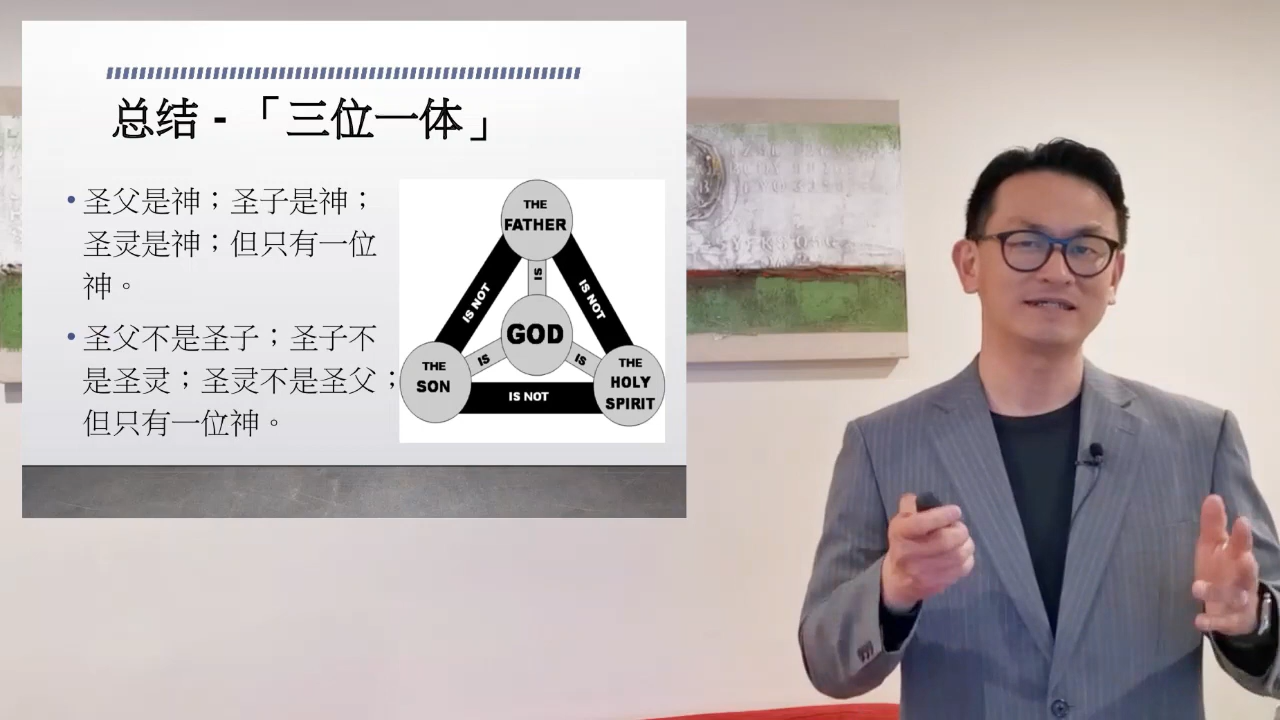 总结 - 「三位一体」
圣父是神；圣子是神；
圣灵是神；但只有一位
神。
圣父不是圣子；圣子不
是圣灵；圣灵不是圣父；
但只有一位神。
THE
FATHER
IS
IS NOT
IS NOT
GOD
IS
IS
THE
SON
THE
HOLY
SPIRIT
IS NOT